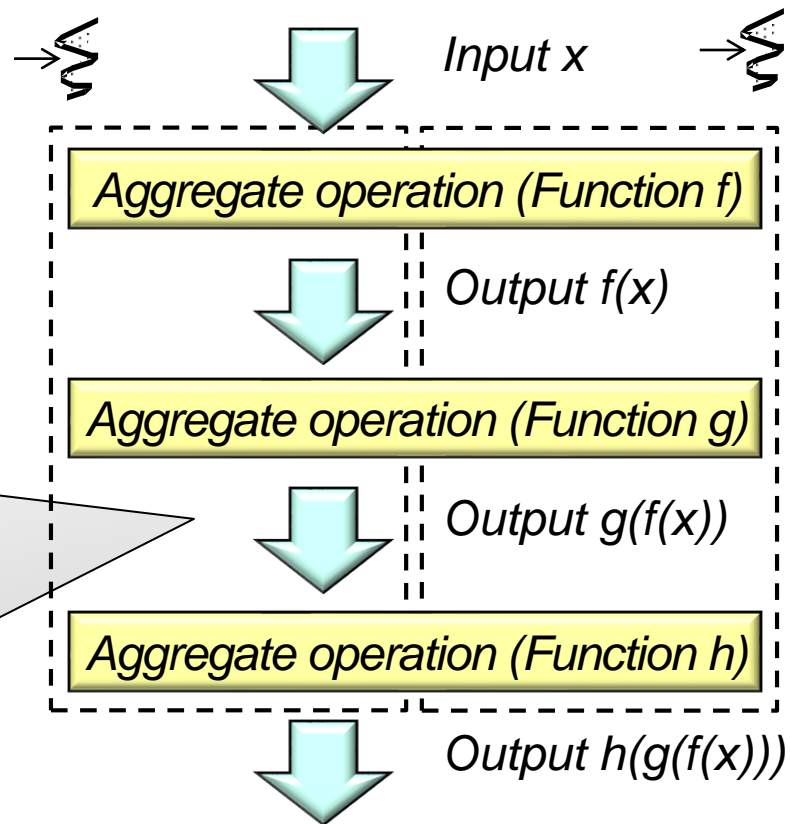 Input x
Aggregate operation (Function f)
Output f(x)
Aggregate operation (Function g)
Output g(f(x))
Aggregate operation (Function h)
Output h(g(f(x)))